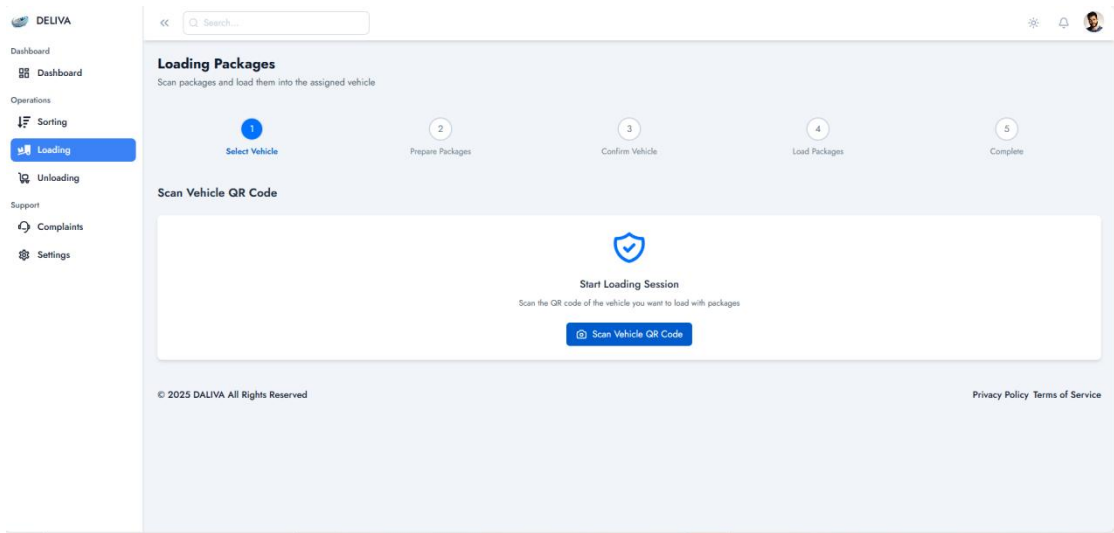 DELIVA
Search...
Dashboard
Dashboard
Operations
Sorting
Loading
Unloading
Support
Complaints
Settings
Loading Packages
Scan packages and load them into the assigned vehicle
1
2
3
4
5
Select Vehicle
Prepare Packages
Confirm Vehicle
Load Packages
Complete
Scan Vehicle QR Code
Start Loading Session
Scan the QR code of the vehicle you want to load with packages
Scan Vehicle QR Code
© 2025 DALIVA All Rights Reserved
Privacy Policy Terms of Service